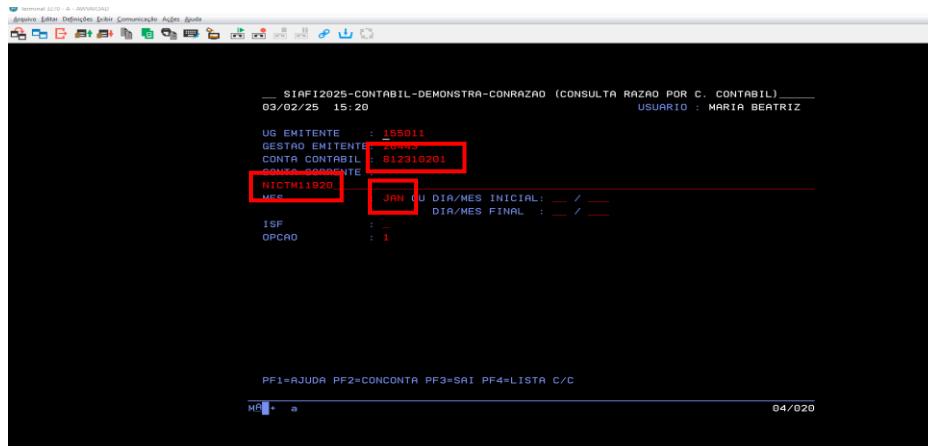 Terminal 3270 - A - AWVAVOAD
Arquivo Editar Definições Exibir Comunicação Ações Ajuda
__ SIAFI2025-CONTABIL-DEMONSTRA-CONRAZAO (CONSULTA RAZAO POR C. CONTABIL)_____
03/02/25 15:20 USUARIO : MARIA BEATRIZ
UG EMITENTE : 155011
GESTAO EMITENTE: 26443
CONTA CONTABIL : 812310201
CONTA CORRENTE :
NICTM11920
MES JAN OU DIA/MES INICIAL: __ / ___
DIA/MES FINAL : __ / ___
ISF : _
OPCAO : 1
PF1=AJUDA PF2=CONCONTA PF3=SAI PF4=LISTA C/C
MA + a 04/020